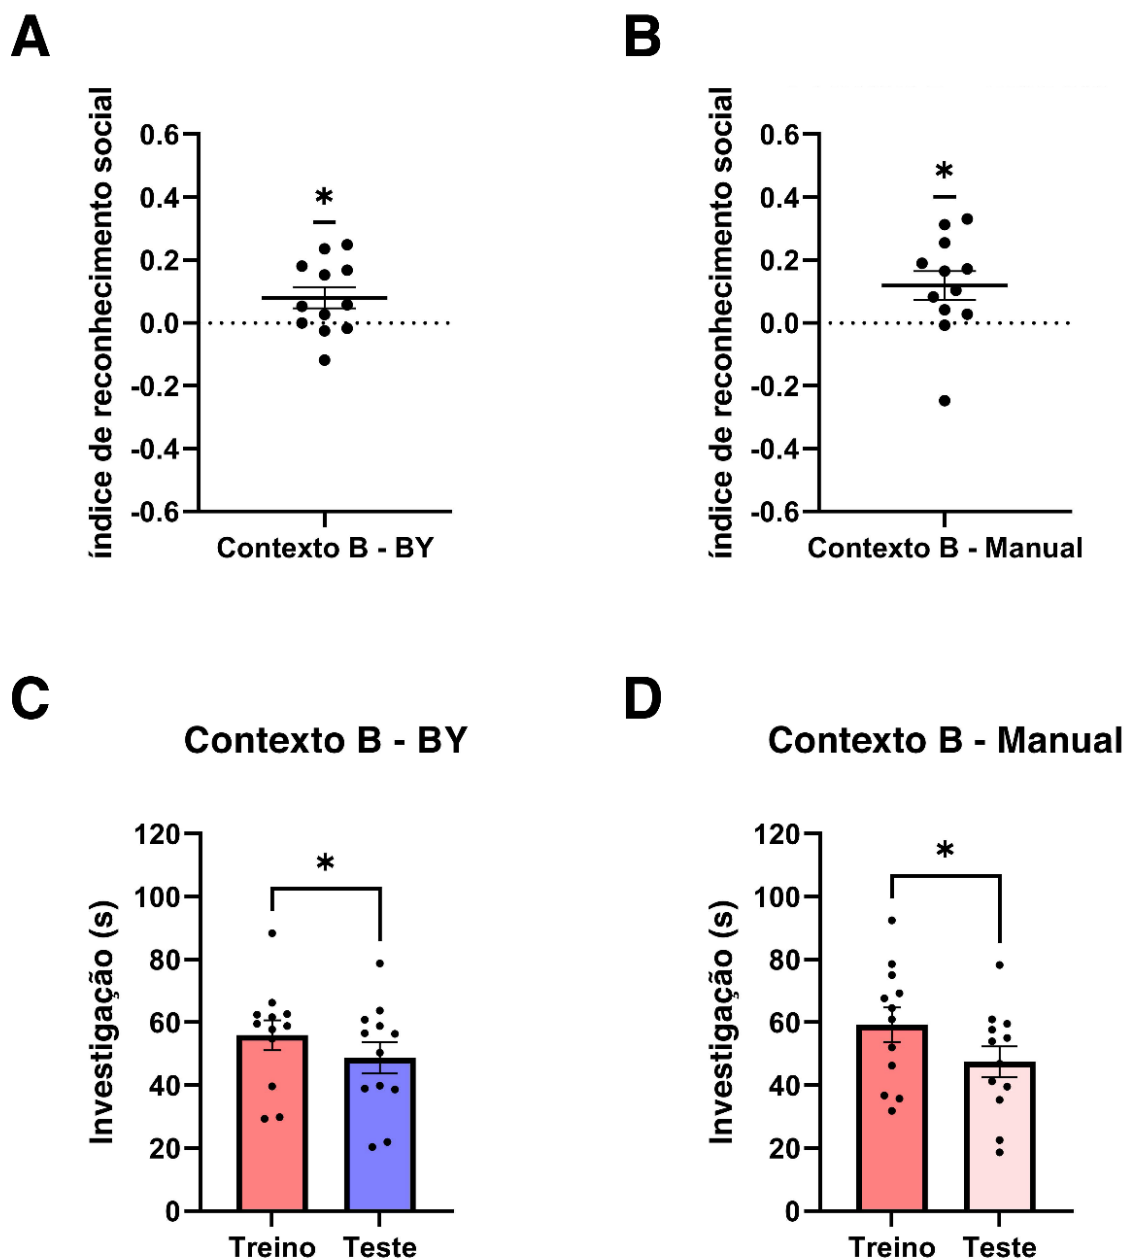 A
índice de reconhecimento social
0.6
0.4
0.2
0.0
-0.2
-0.4
-0.6
*
Contexto B - BY
B
índice de reconhecimento social
0.6
0.4
0.2
0.0
-0.2
-0.4
-0.6
*
Contexto B - Manual
C
Contexto B - BY
Investigação (s)
120
100
80
60
40
20
0
*
Treino Teste
D
Contexto B - Manual
Investigação (s)
120
100
80
60
40
20
0
*
Treino Teste